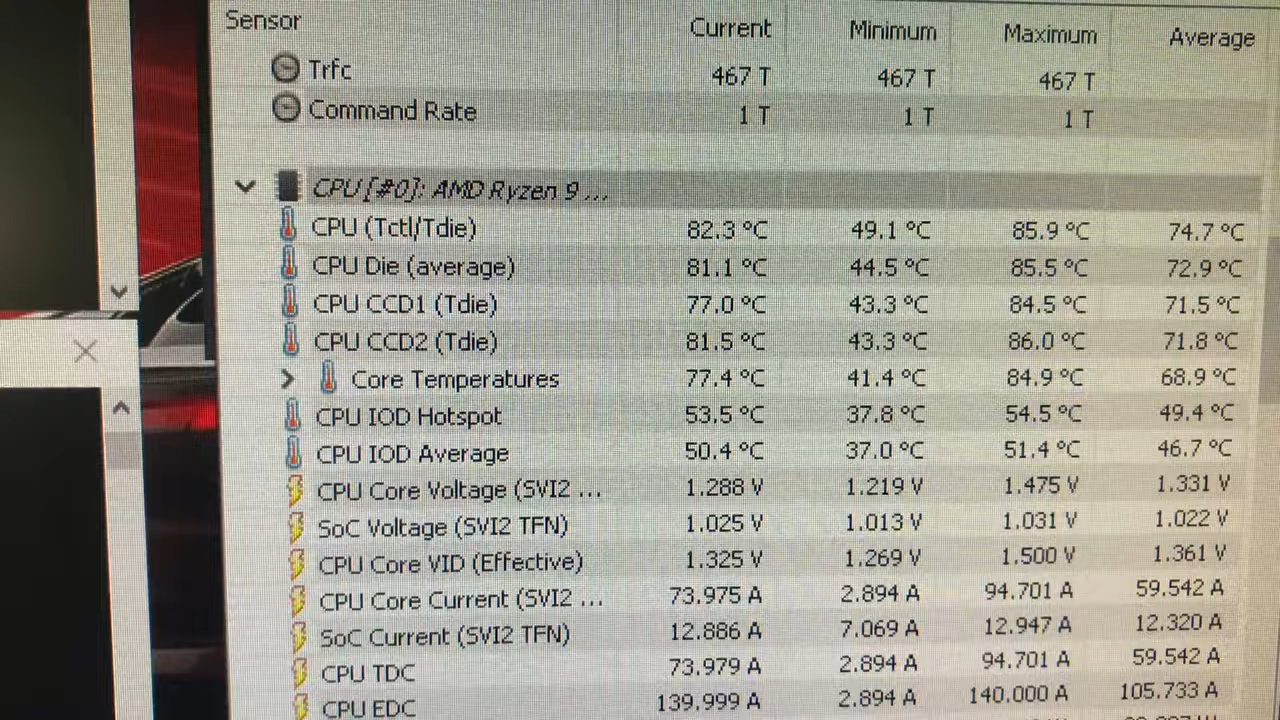 Sensor Current Minimum Maximum Average
Trfc 467 T 467 T 467 T
Command Rate 1 T 1 T 1 T
CPU [#0]: AMD Ryzen 9 ...
CPU (Tctl/Tdie) 82.3 °C 49.1 °C 85.9 °C 74.7 °C
CPU Die (average) 81.1 °C 44.5 °C 85.5 °C 72.9 °C
CPU CCD1 (Tdie) 77.0 °C 43.3 °C 84.5 °C 71.5 °C
CPU CCD2 (Tdie) 81.5 °C 43.3 °C 86.0 °C 71.8 °C
Core Temperatures 77.4 °C 41.4 °C 84.9 °C 68.9 °C
CPU IOD Hotspot 53.5 °C 37.8 °C 54.5 °C 49.4 °C
CPU IOD Average 50.4 °C 37.0 °C 51.4 °C 46.7 °C
CPU Core Voltage (SVI2 ... 1.288 V 1.219 V 1.475 V 1.331 V
SoC Voltage (SVI2 TFN) 1.025 V 1.013 V 1.031 V 1.022 V
CPU Core VID (Effective) 1.325 V 1.269 V 1.500 V 1.361 V
CPU Core Current (SVI2 ... 73.975 A 2.894 A 94.701 A 59.542 A
SoC Current (SVI2 TFN) 12.886 A 7.069 A 12.947 A 12.320 A
CPU TDC 73.979 A 2.894 A 94.701 A 59.542 A
CPU EDC 139.999 A 2.894 A 140.000 A 105.733 A